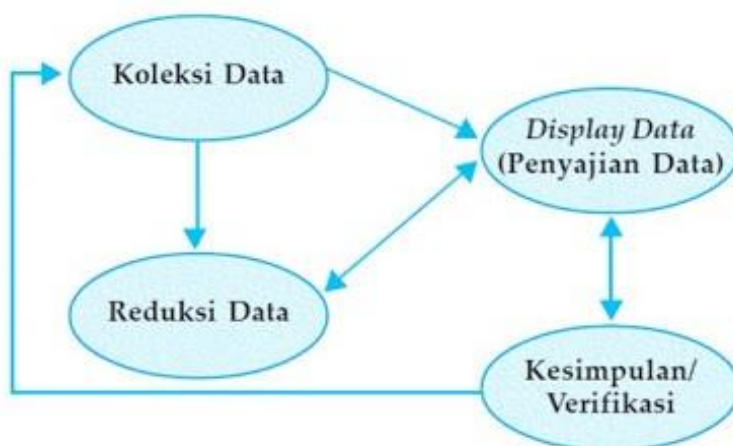 Koleksi Data
Display Data
(Penyajian Data)
Reduksi Data
Kesimpulan/
Verifikasi